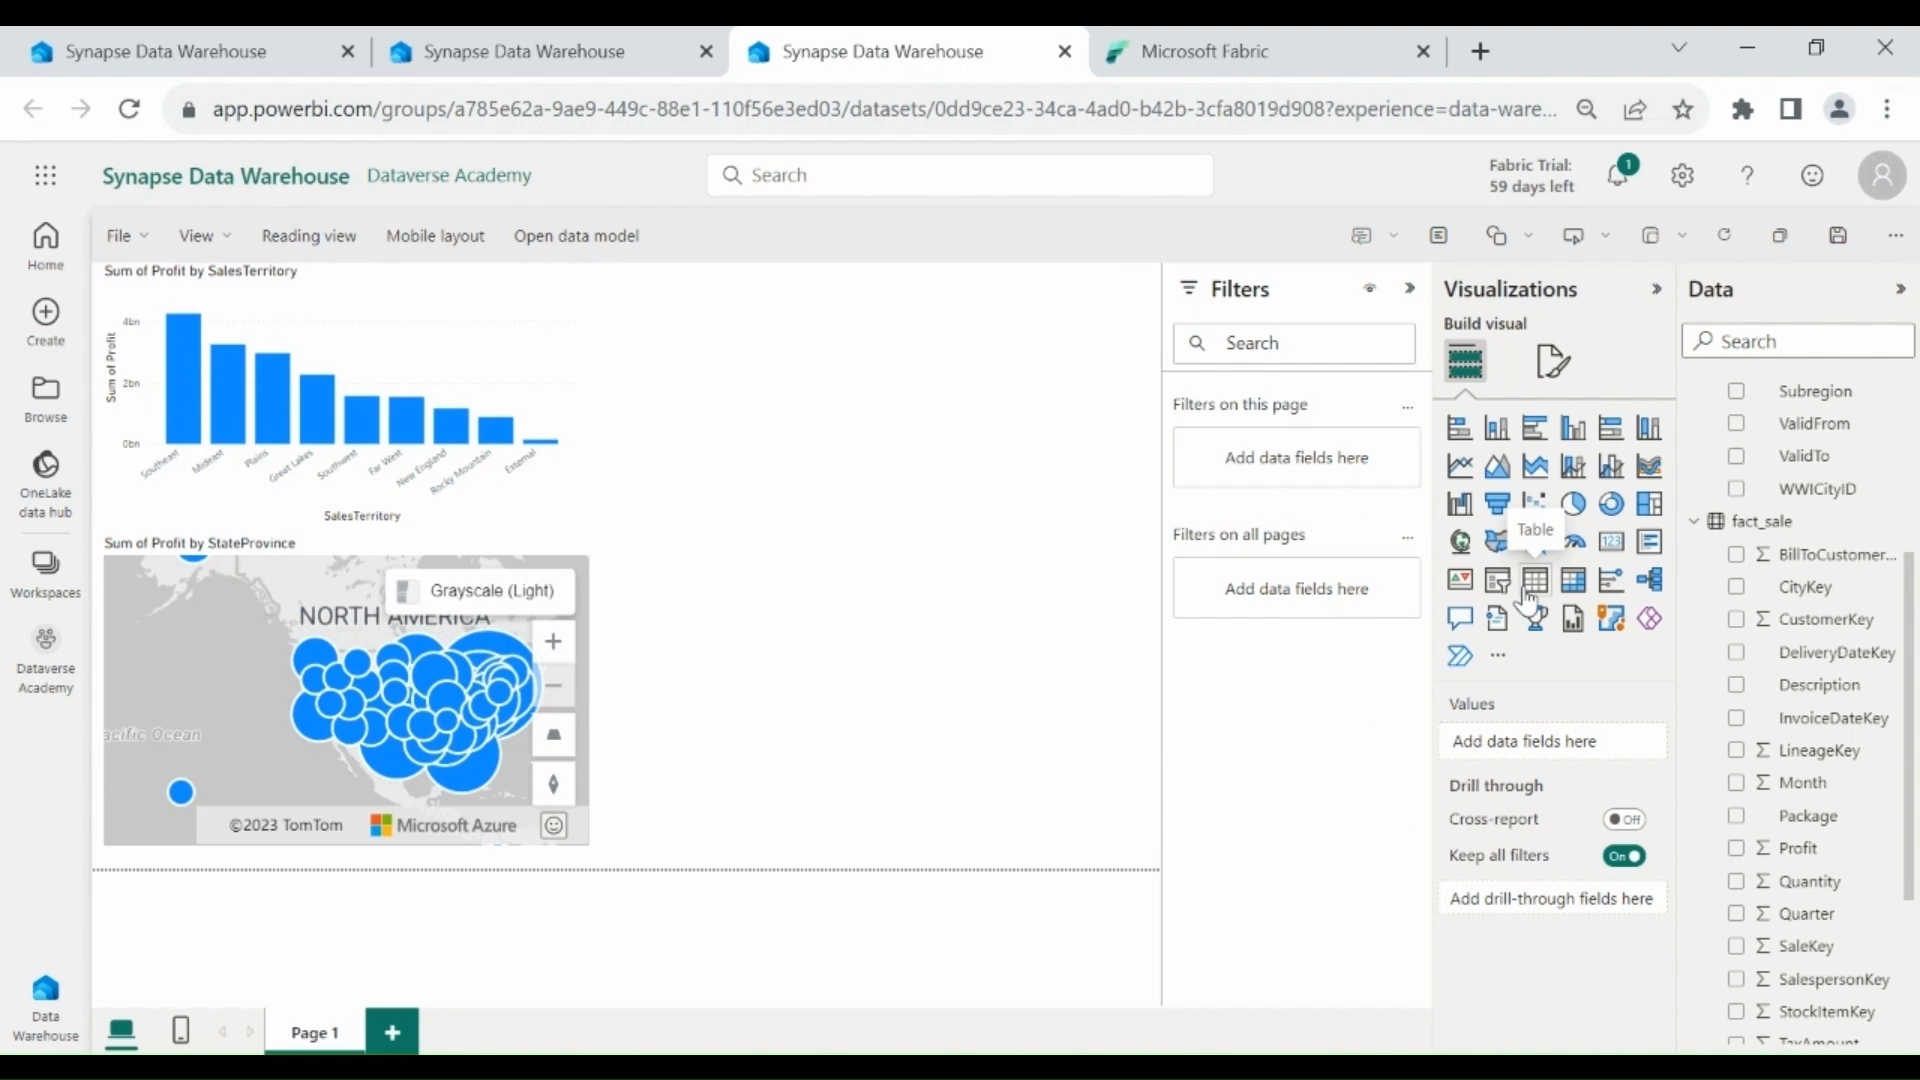 Synapse Data Warehouse
Synapse Data Warehouse
Synapse Data Warehouse
Microsoft Fabric
app.powerbi.com/groups/a785e62a-9ae9-449c-88e1-110f56e3ed03/datasets/0dd9ce23-34ca-4ad0-b42b-3cfa8019d908?experience=data-ware...
Synapse Data Warehouse Dataverse Academy
Search
Fabric Trial:
59 days left
1
Home
Create
Browse
OneLake
data hub
Workspaces
Dataverse
Academy
Data
Warehouse
File
View
Reading view
Mobile layout
Open data model
Sum of Profit by SalesTerritory
Sum of Profit
4bn
2bn
0bn
Southeast
Mideast
Plains
Great Lakes
Southwest
Far West
New England
Rocky Mountain
External
SalesTerritory
Sum of Profit by StateProvince
Grayscale (Light)
NORTH AMERICA
acific Ocean
©2023 TomTom
Microsoft Azure
Page 1
Filters
Search
Filters on this page
Add data fields here
Filters on all pages
Add data fields here
Visualizations
Build visual
Table
123
Values
Add data fields here
Drill through
Cross-report
Off
Keep all filters
On
Add drill-through fields here
Data
Search
Subregion
ValidFrom
ValidTo
WWICityID
fact_sale
BillToCustomer...
CityKey
CustomerKey
DeliveryDateKey
Description
InvoiceDateKey
LineageKey
Month
Package
Profit
Quantity
Quarter
SaleKey
SalespersonKey
StockItemKey
TaxAmount